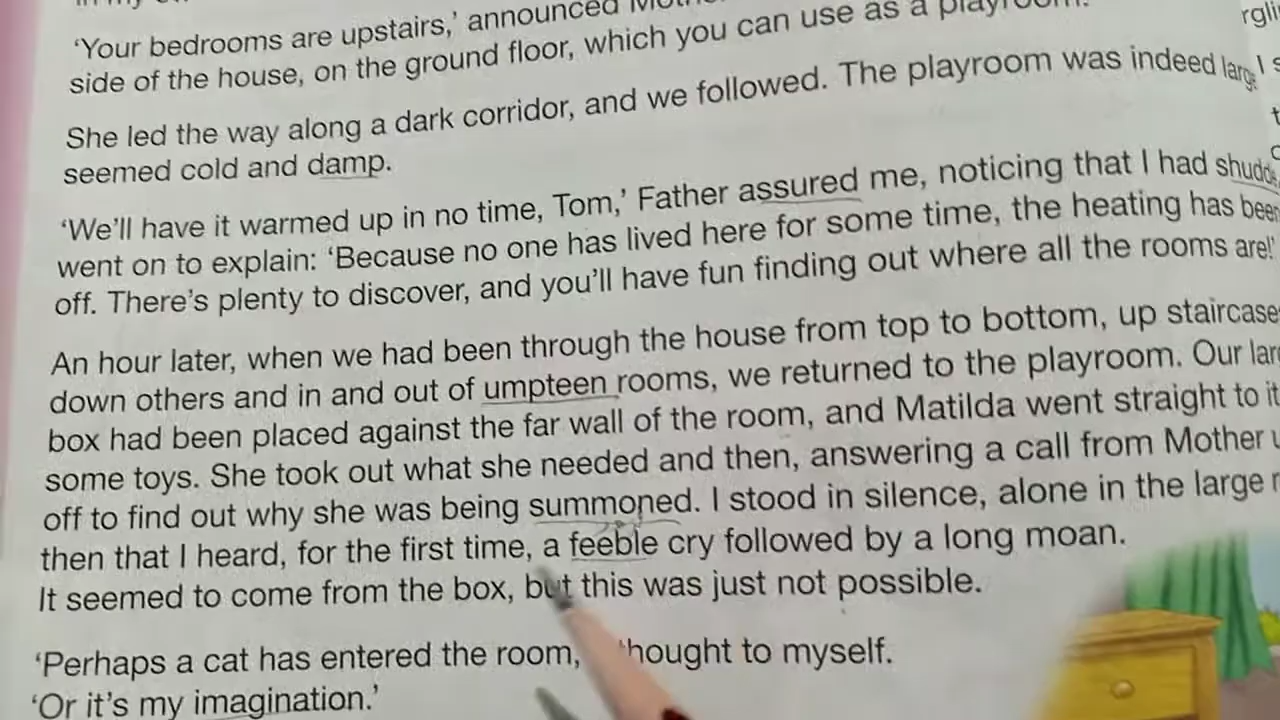 'Your bedrooms are upstairs,' announced
side of the house, on the ground floor, which you can use as a playroom.
She led the way along a dark corridor, and we followed. The playroom was indeed
seemed cold and damp.
'We'll have it warmed up in no time, Tom,' Father assured me, noticing that I had
went on to explain: 'Because no one has lived here for some time, the heating has been
off. There's plenty to discover, and you'll have fun finding out where all the rooms are!'
An hour later, when we had been through the house from top to bottom, up
down others and in and out of umpteen rooms, we returned to the playroom. Our
box had been placed against the far wall of the room, and Matilda went straight to it
some toys. She took out what she needed and then, answering a call from Mother
off to find out why she was being summoned. I stood in silence, alone in the large
then that I heard, for the first time, a feeble cry followed by a long moan.
It seemed to come from the box, but this was just not possible.
'Perhaps a cat has entered the room, thought to myself.
'Or it's my imagination.'